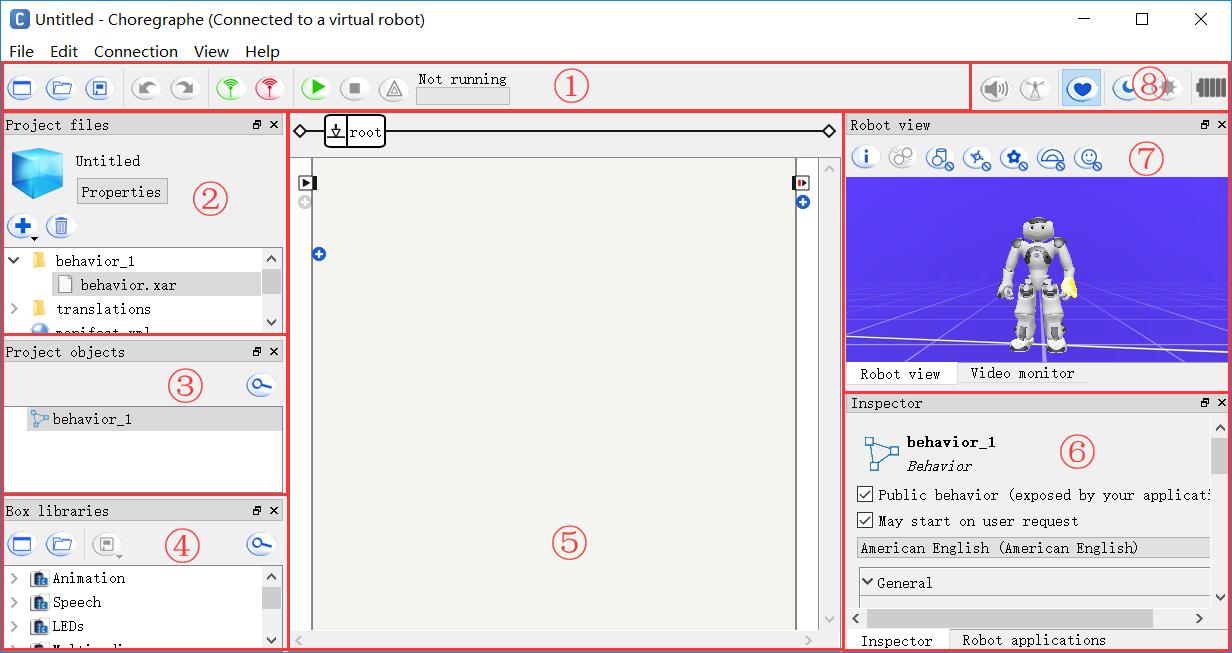 Untitled - Choregraphe (Connected to a virtual robot)
File Edit Connection View Help
Not running
①
⑧
Project files
Untitled
Properties
②
behavior_1
behavior.xar
translations
manifest.xml
Project objects
③
behavior_1
Box libraries
④
Animation
Speech
LEDs
root
⑤
Robot view
⑦
Robot view Video monitor
Inspector
behavior_1
Behavior
⑥
Public behavior (exposed by your applicati
May start on user request
American English (American English)
General
Inspector Robot applications